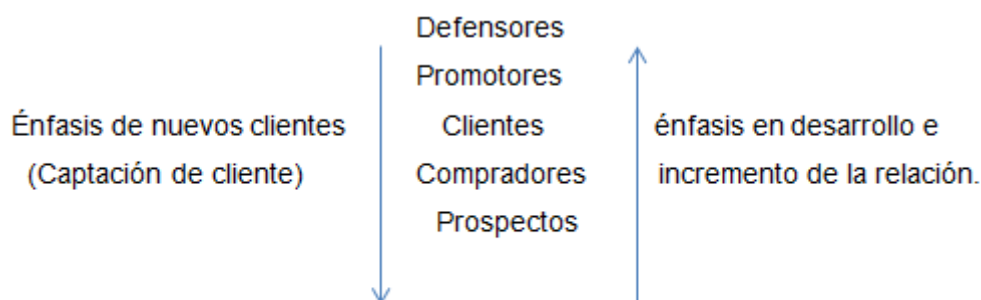 Defensores
Promotores
Énfasis de nuevos clientes Clientes énfasis en desarrollo e
(Captación de cliente) Compradores incremento de la relación.
Prospectos